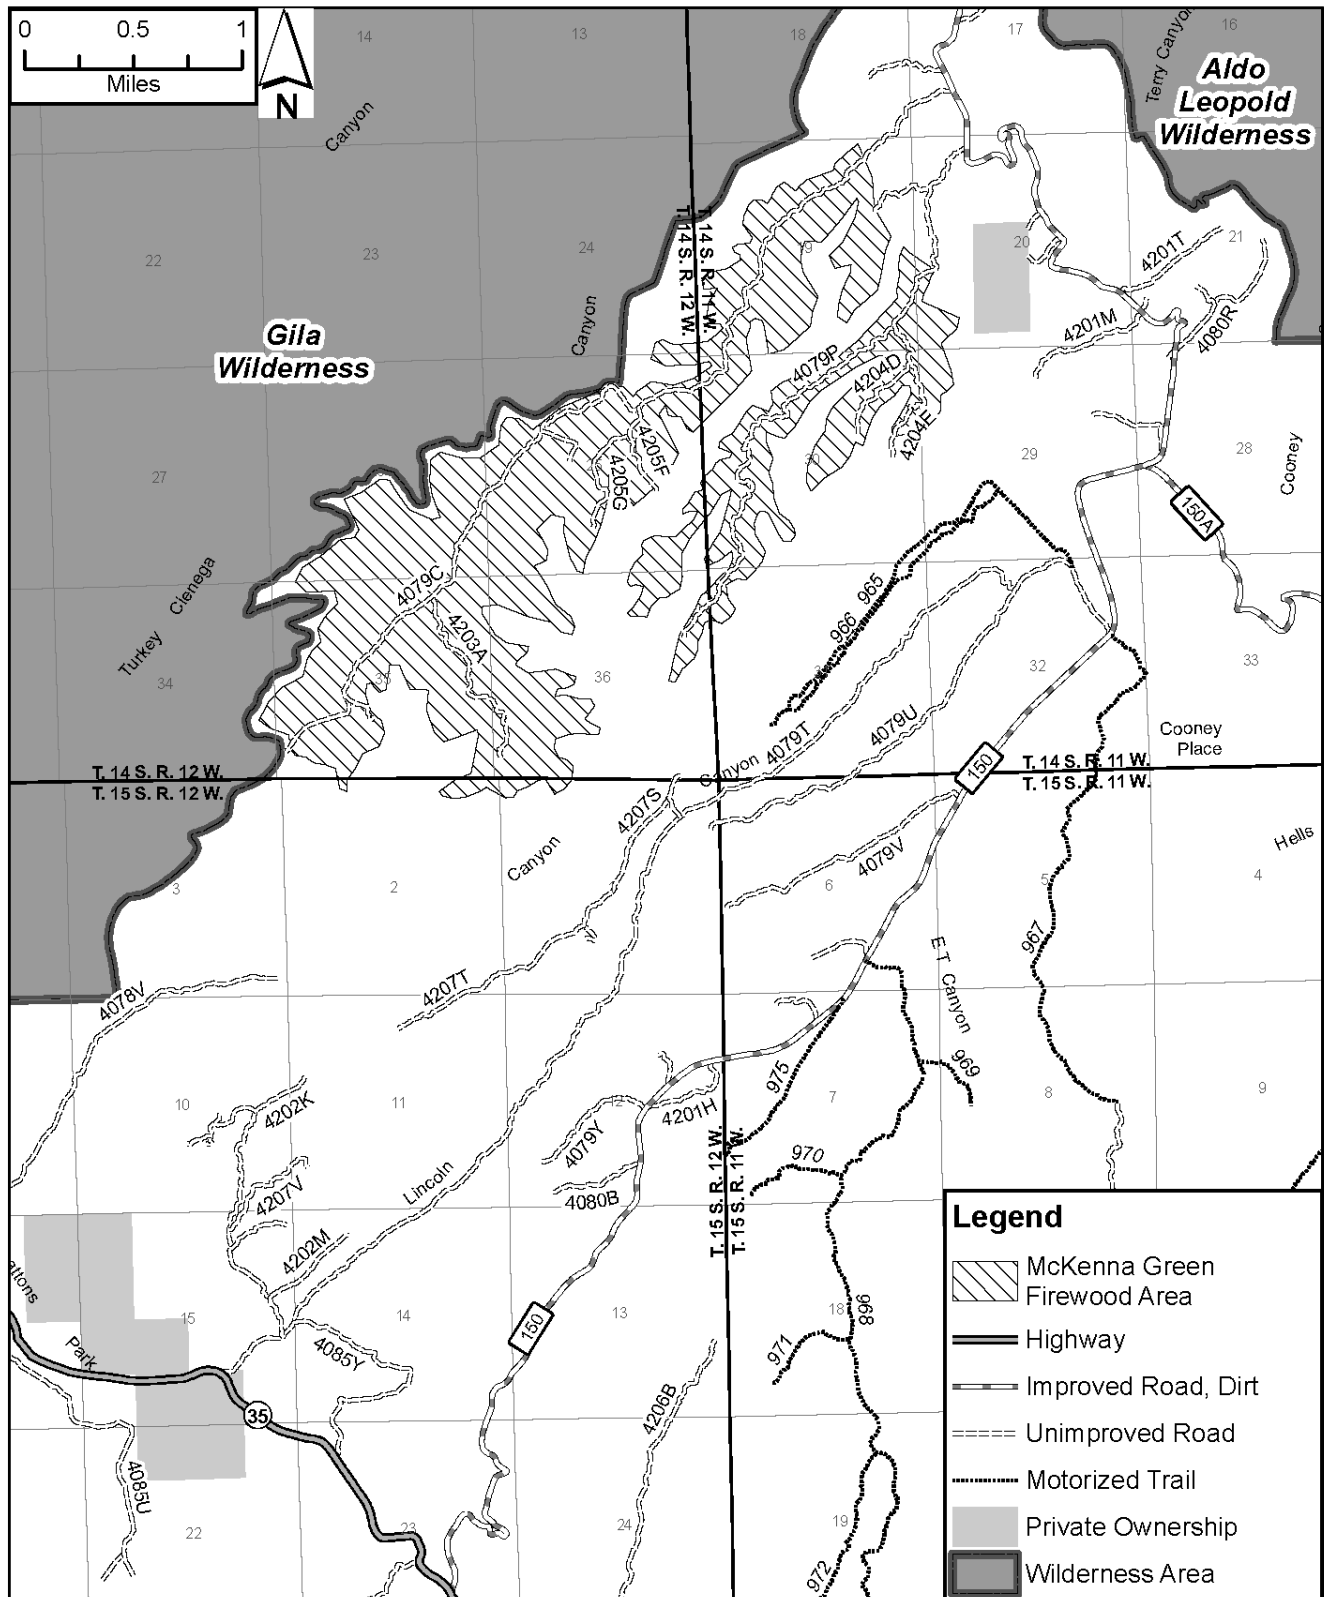 0 0.5 1
Miles
N
14
13
18
17
16
Canyon
Terry Canyon
Aldo
Leopold
Wilderness
T. 14 S. R. 12 W.
T. 14 S. R. 11 W.
22
23
24
20
21
4201T
Canyon
Gila
Wilderness
4201M
4080R
4079P
4204D
4204E
4205F
4205G
27
30
29
28
Cooney
150A
Turkey Cienega
4079C
4203A
965
966
34
35
36
32
33
Cooney
Place
4079T
4079U
Canyon
150
T. 14 S. R. 12 W.
T. 15 S. R. 12 W.
T. 14 S. R. 11 W.
T. 15 S. R. 11 W.
4207S
Canyon
4079V
Hells
3
2
6
5
4
967
E T Canyon
4078V
4207T
975
969
10
11
12
7
8
9
4202K
4079Y
4201H
4207V
Lincoln
4080B
970
T. 15 S. R. 12 W.
T. 15 S. R. 11 W.
4202M
15
14
13
18
968
150
Park
4085Y
971
35
4206B
4085U
22
23
24
19
972
Legend
McKenna Green
Firewood Area
Highway
Improved Road, Dirt
Unimproved Road
Motorized Trail
Private Ownership
Wilderness Area